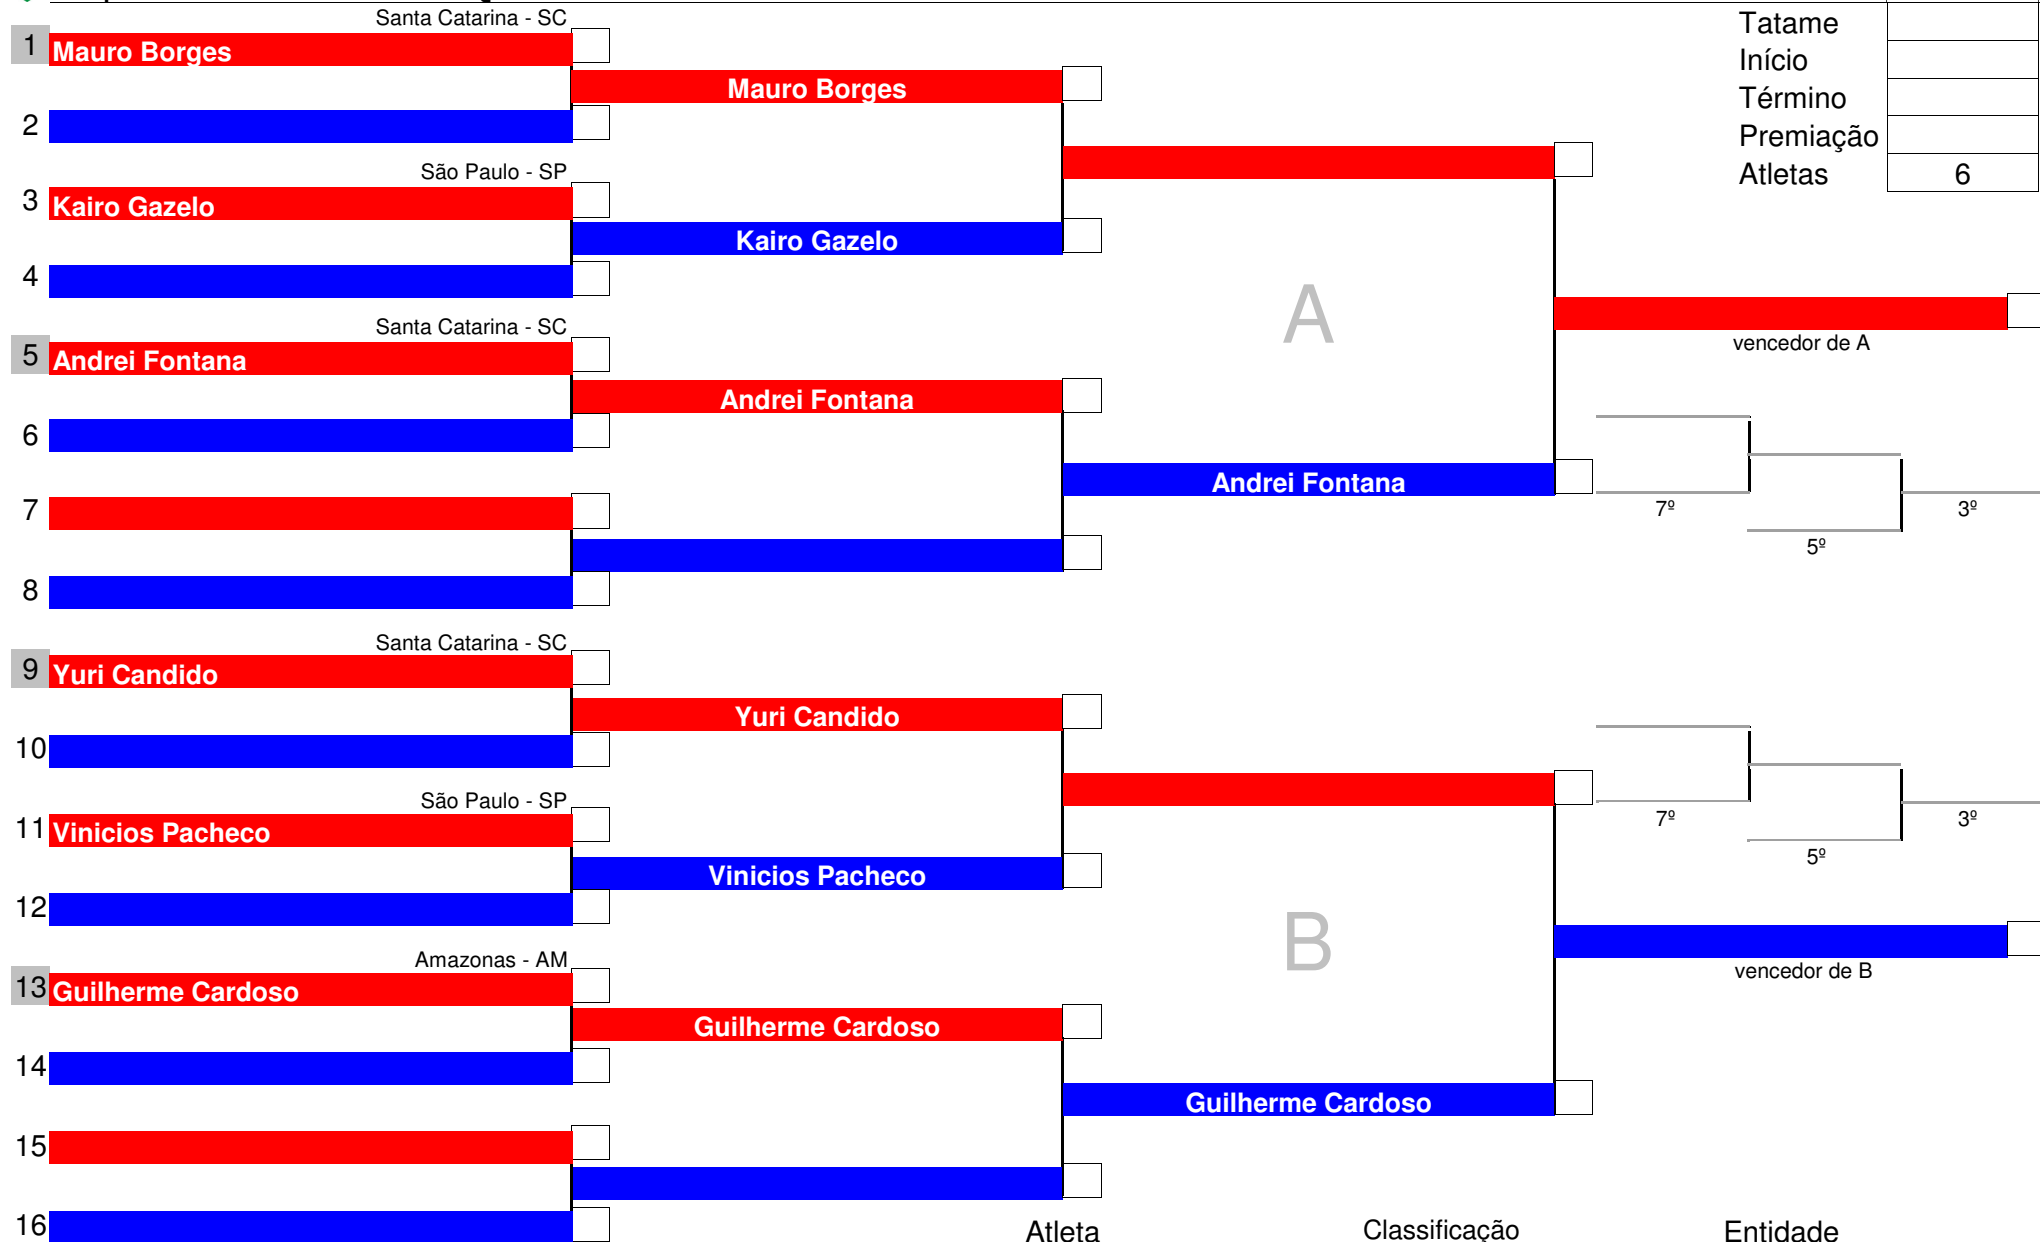 Santa Catarina - SC
1 Mauro Borges
Mauro Borges
2
São Paulo - SP
3 Kairo Gazelo
Kairo Gazelo
4
Santa Catarina - SC
5 Andrei Fontana
Andrei Fontana
6
Andrei Fontana
7
8
A
Tatame
Início
Término
Premiação
Atletas 6
vencedor de A
7º
3º
5º
Santa Catarina - SC
9 Yuri Candido
Yuri Candido
10
São Paulo - SP
11 Vinicios Pacheco
Vinicios Pacheco
12
Amazonas - AM
13 Guilherme Cardoso
Guilherme Cardoso
14
Guilherme Cardoso
15
16
B
7º
3º
5º
vencedor de B
Atleta Classificação Entidade